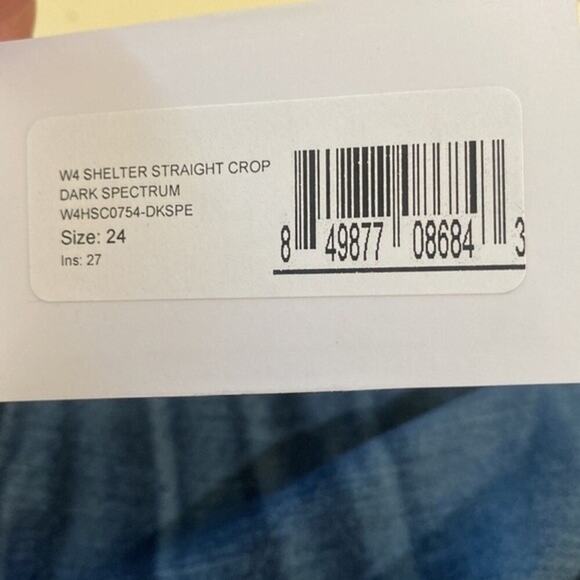 W4 SHELTER STRAIGHT CROP
DARK SPECTRUM
W4HSC0754-DKSPE
Size: 24
Ins: 27
8 49877 08684 3